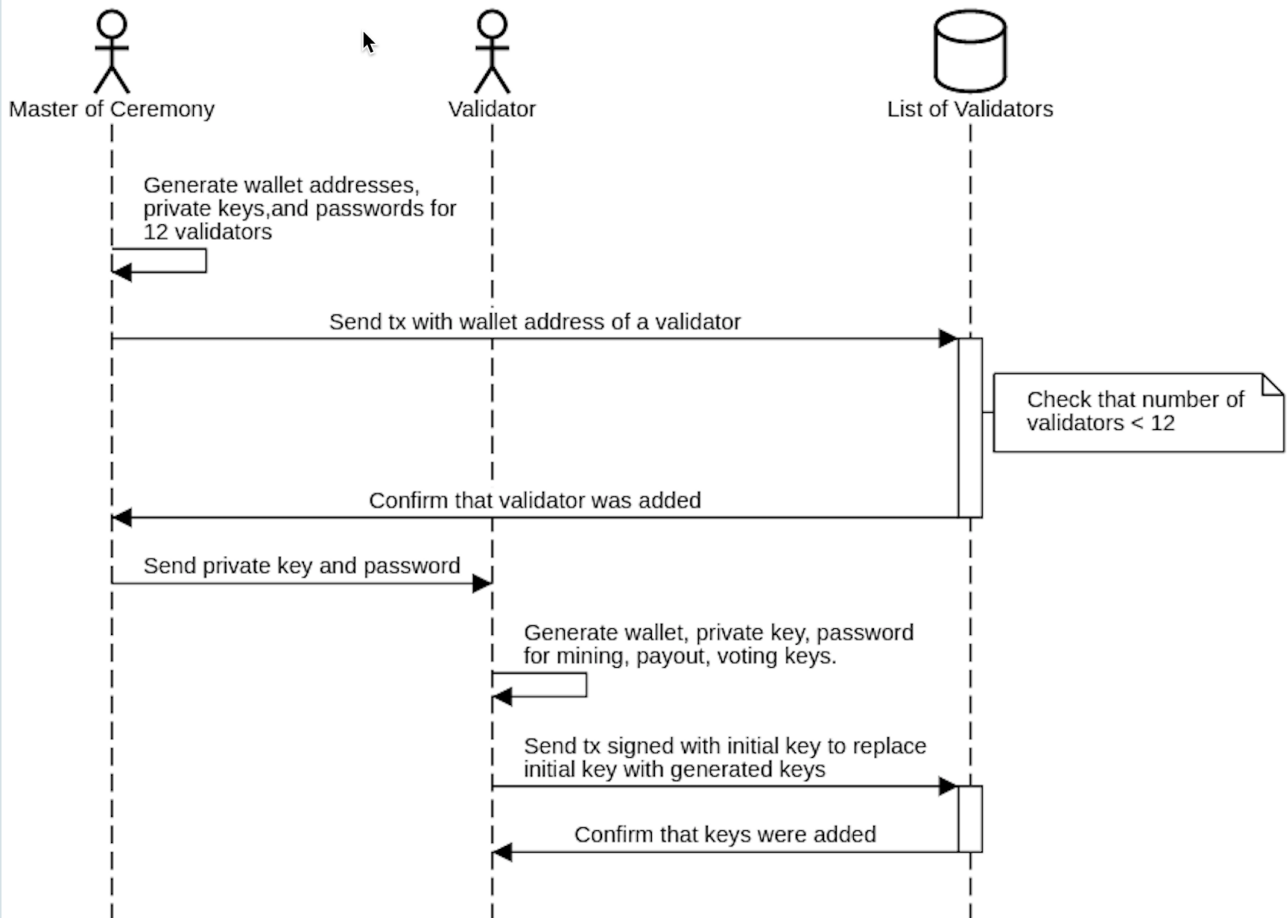 Master of Ceremony
Validator
List of Validators
Generate wallet addresses,
private keys,and passwords for
12 validators
Send tx with wallet address of a validator
Check that number of
validators < 12
Confirm that validator was added
Send private key and password
Generate wallet, private key, password
for mining, payout, voting keys.
Send tx signed with initial key to replace
initial key with generated keys
Confirm that keys were added